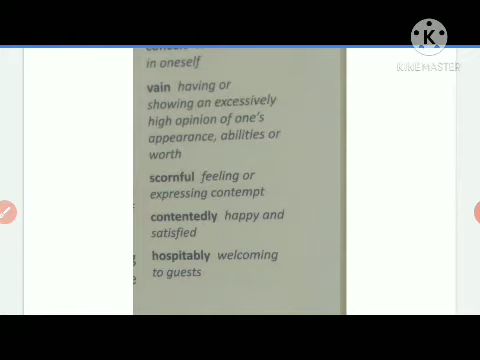 in oneself
vain having or
showing an excessively
high opinion of one's
appearance, abilities or
worth
scornful feeling or
expressing contempt
contentedly happy and
satisfied
hospitably welcoming
to guests
K
KINEMASTER